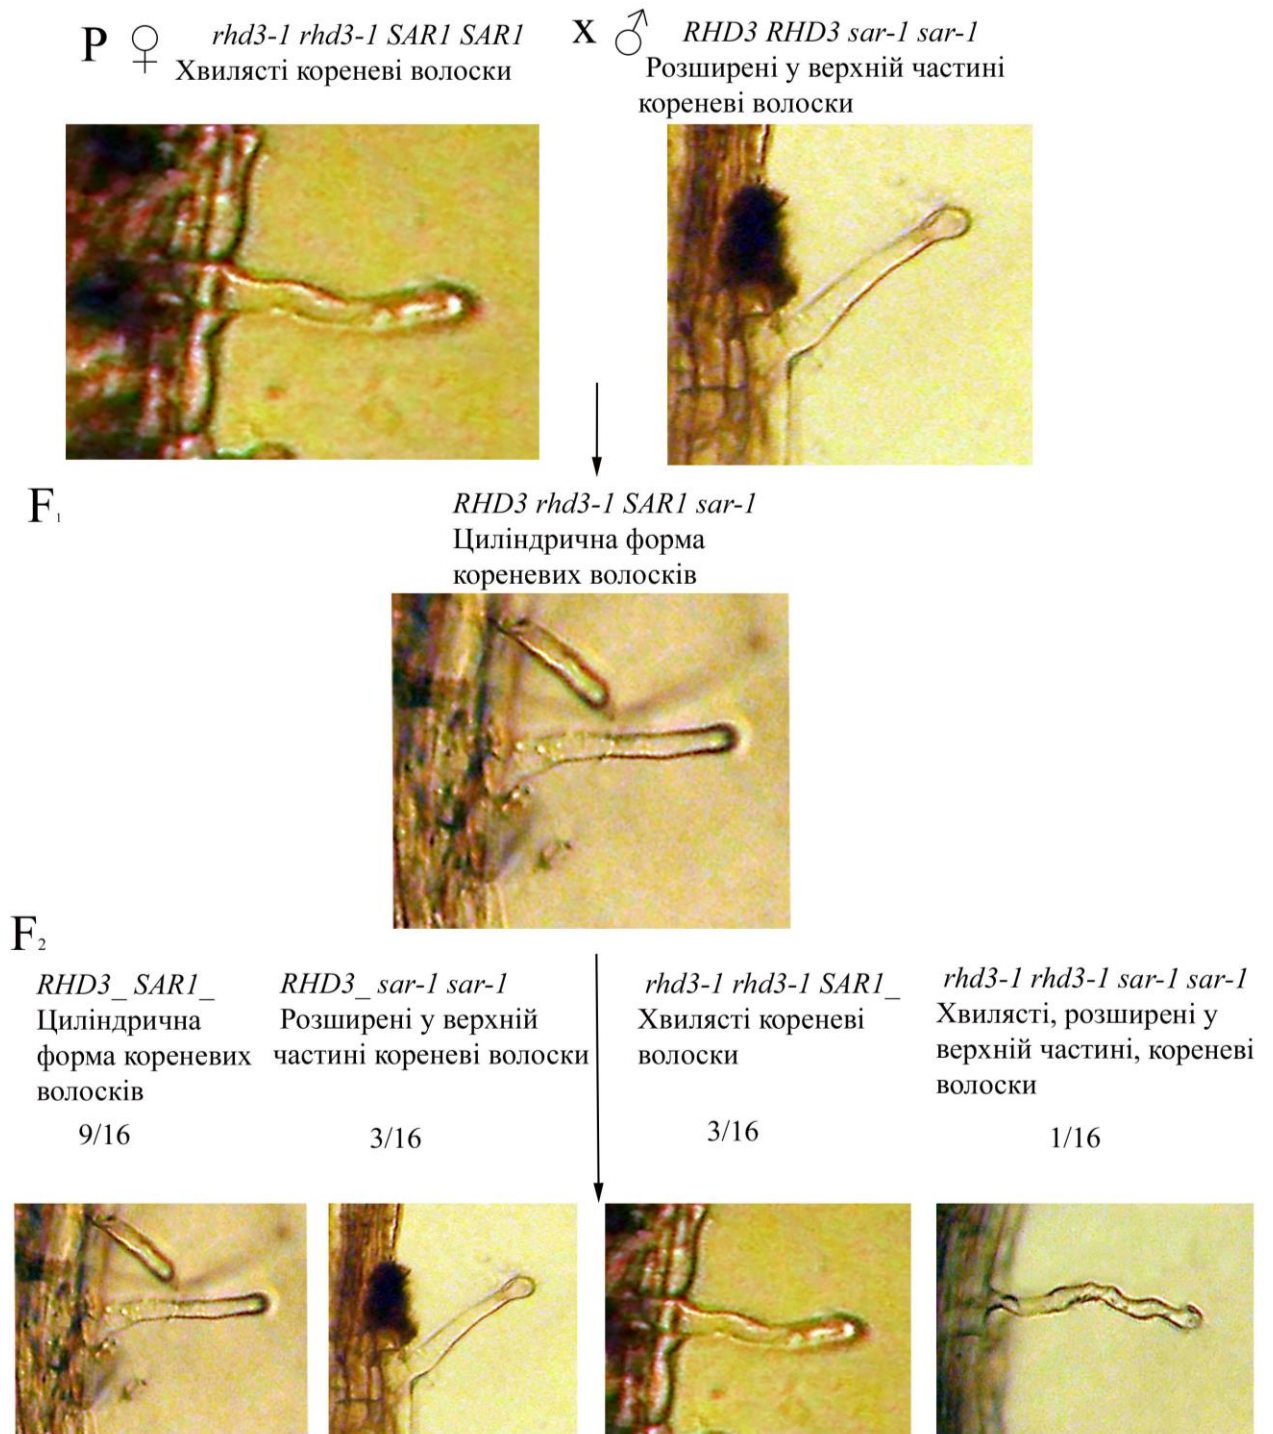 P ♀ rhd3-1 rhd3-1 SAR1 SAR1
Хвилясті кореневі волоски
x ♂ RHD3 RHD3 sar-1 sar-1
Розширені у верхній частині
кореневі волоски
F₁
RHD3 rhd3-1 SAR1 sar-1
Циліндрична форма
кореневих волосків
F₂
RHD3_ SAR1_
Циліндрична
форма кореневих
волосків
9/16
RHD3_ sar-1 sar-1
Розширені у верхній
частині кореневі волоски
3/16
rhd3-1 rhd3-1 SAR1_
Хвилясті кореневі
волоски
3/16
rhd3-1 rhd3-1 sar-1 sar-1
Хвилясті, розширені у
верхній частині, кореневі
волоски
1/16